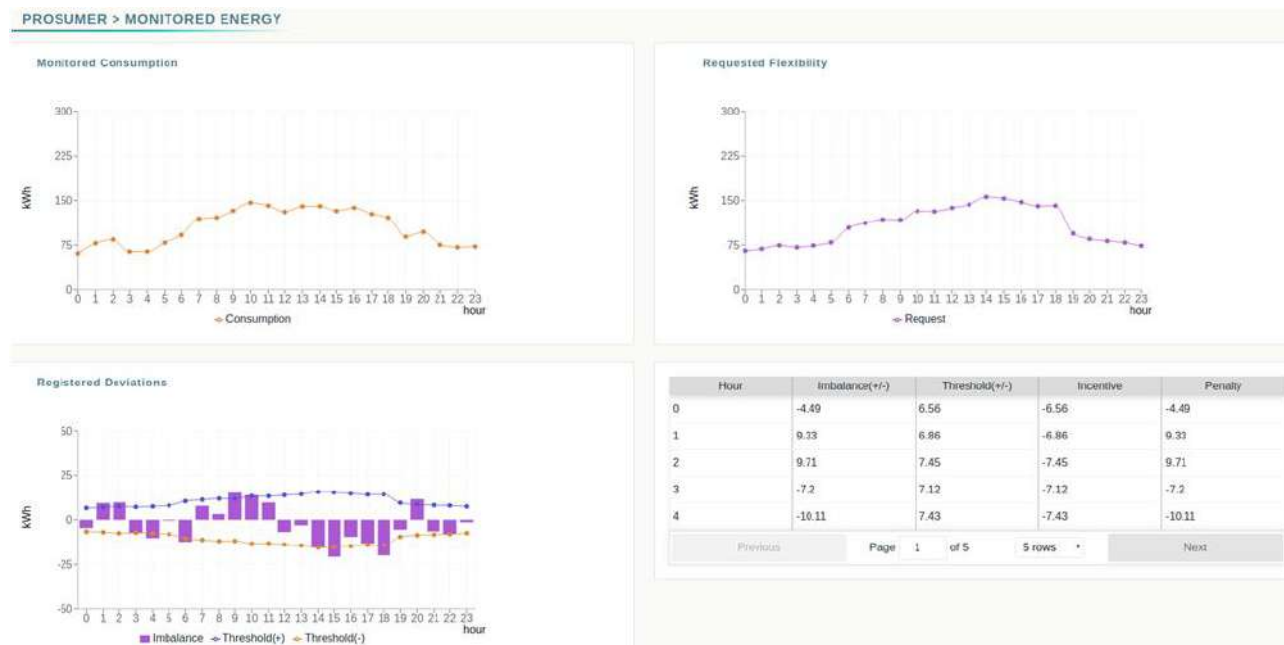 PROSUMER > MONITORED ENERGY
Monitored Consumption
300
225
150
75
0
kWh
0 1 2 3 4 5 6 7 8 9 10 11 12 13 14 15 16 17 18 19 20 21 22 23
hour
Consumption
Requested Flexibility
300
225
150
75
0
kWh
0 1 2 3 4 5 6 7 8 9 10 11 12 13 14 15 16 17 18 19 20 21 22 23
hour
Request
Registered Deviations
50
25
0
-25
-50
kWh
0 1 2 3 4 5 6 7 8 9 10 11 12 13 14 15 16 17 18 19 20 21 22 23
hour
Imbalance Threshold(+) Threshold(-)
Hour Imbalance(+/-) Threshold(+/-) Incentive Penalty
0 -4.49 6.56 -6.56 -4.49
1 9.33 6.86 -6.86 9.33
2 9.71 7.45 -7.45 9.71
3 -7.2 7.12 -7.12 -7.2
4 -10.11 7.43 -7.43 -10.11
Previous Page 1 of 5 5 rows Next